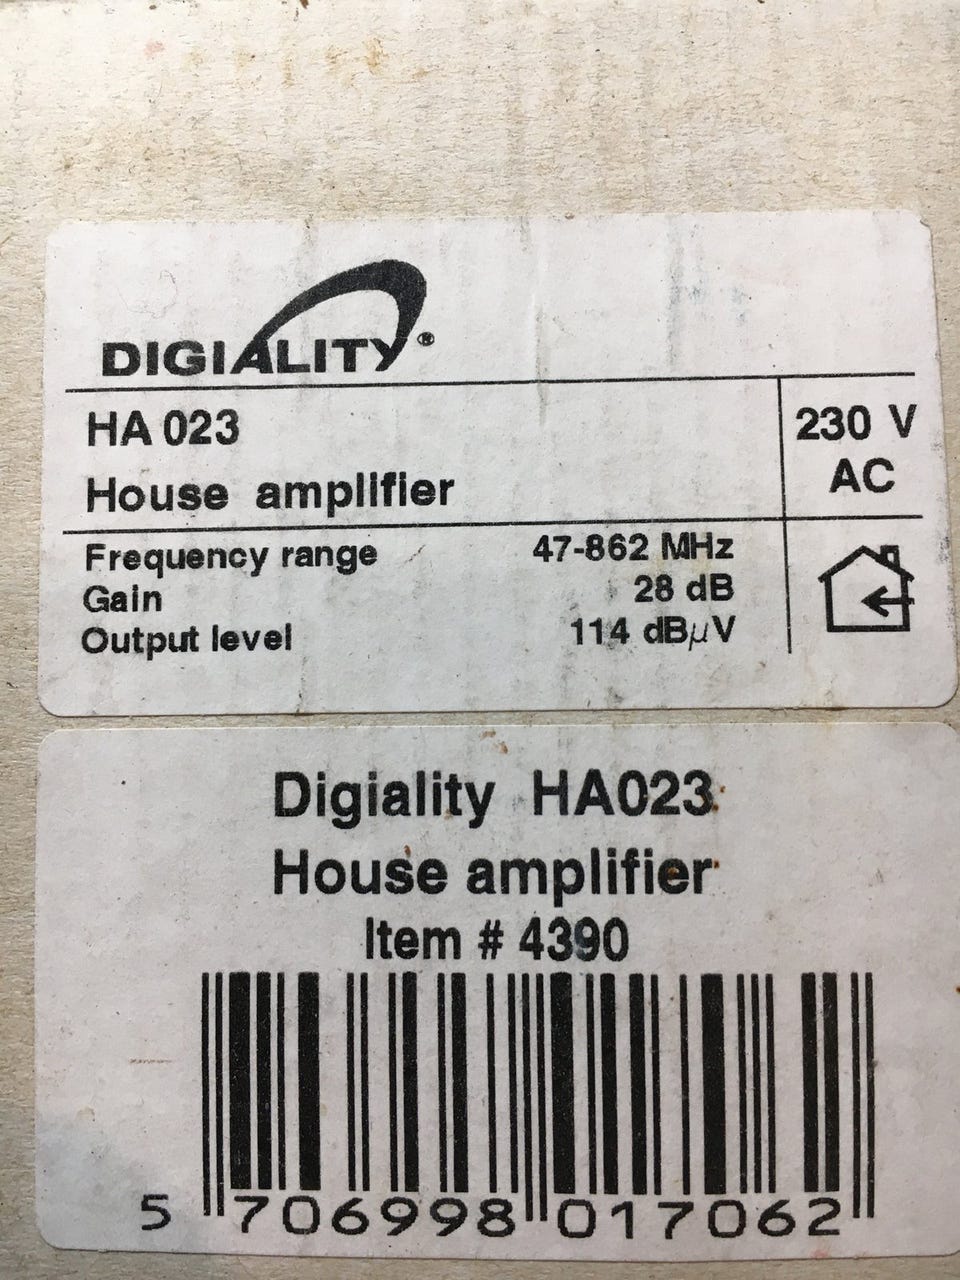 DIGIALITY®
HA 023
House amplifier
230 V
AC
Frequency range 47-862 MHz
Gain 28 dB
Output level 114 dBµV
Digiality HA023
House amplifier
Item # 4390
5 706998 017062